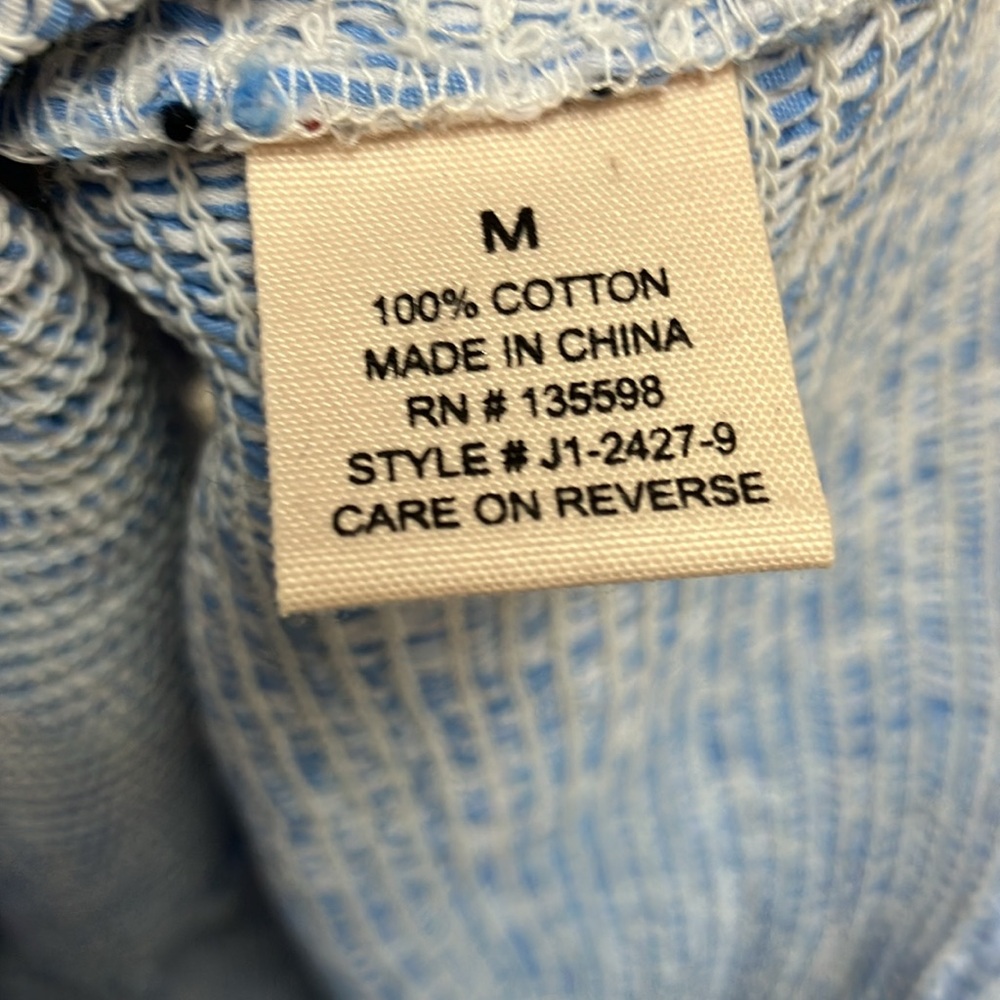 M
100% COTTON
MADE IN CHINA
RN # 135598
STYLE # J1-2427-9
CARE ON REVERSE